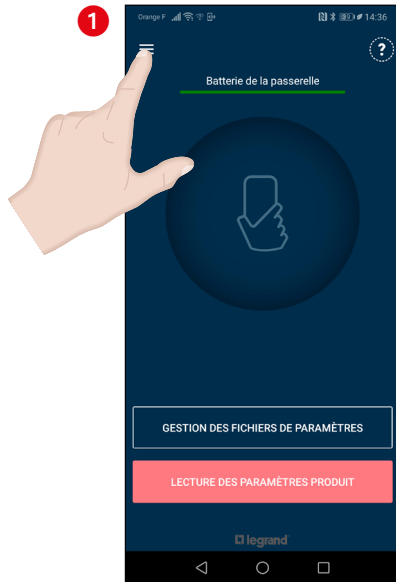 1
Orange F 14:36
?
Batterie de la passerelle
GESTION DES FICHIERS DE PARAMÈTRES
LECTURE DES PARAMÈTRES PRODUIT
legrand